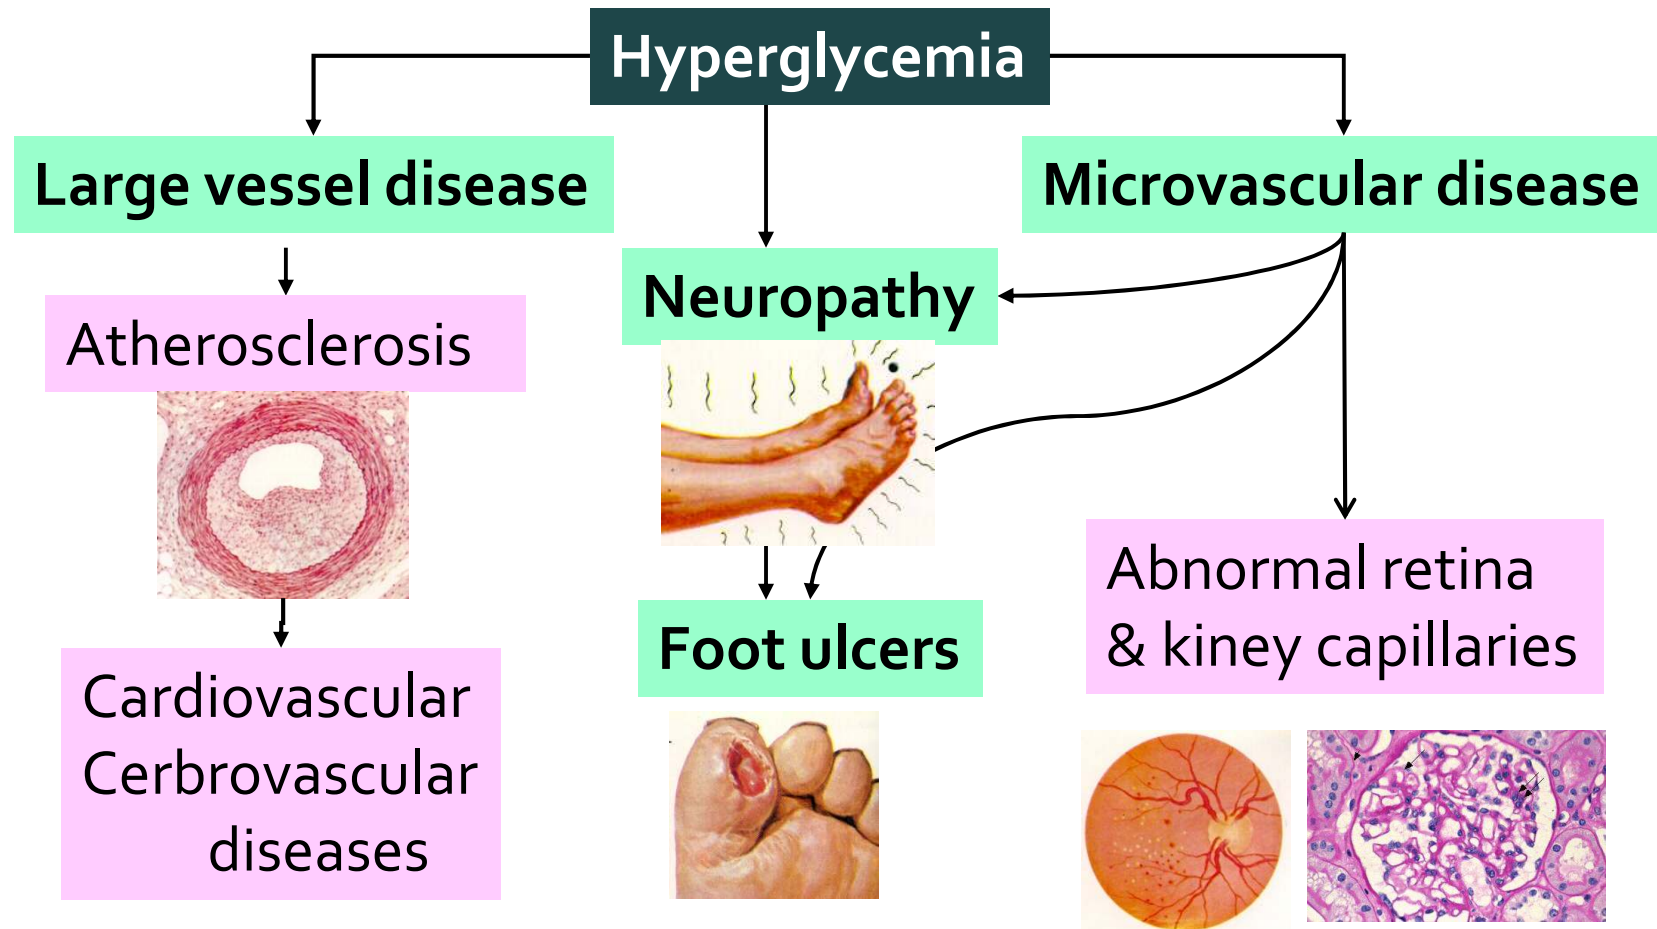 Hyperglycemia
Large vessel disease
Microvascular disease
Neuropathy
Atherosclerosis
Foot ulcers
Abnormal retina
& kiney capillaries
Cardiovascular
Cerbrovascular
diseases